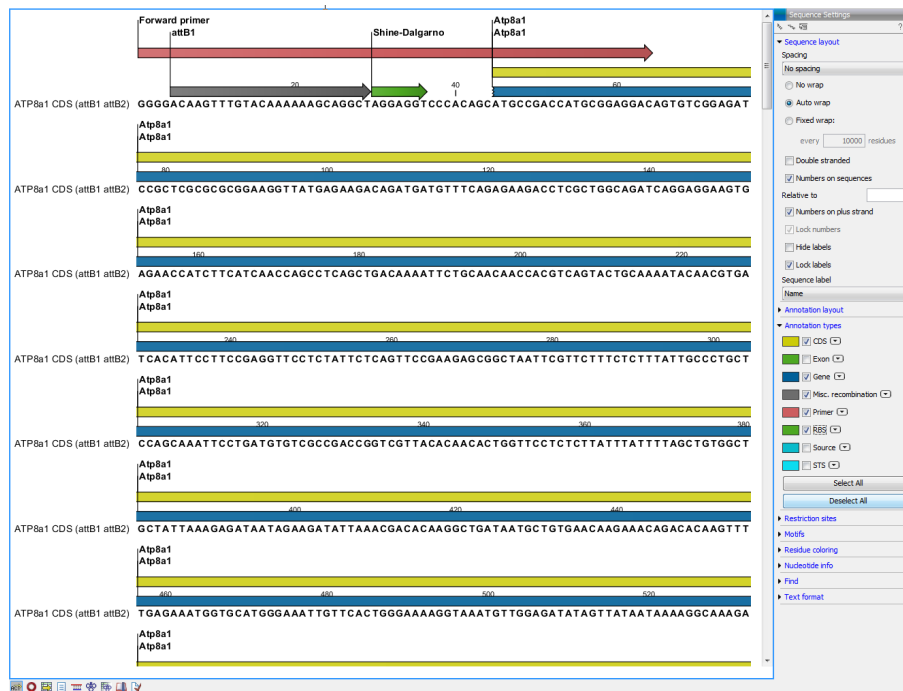 Forward primer
attB1
Shine-Dalgarno
Atp8a1
Atp8a1
20
40
60
ATP8a1 CDS (attB1 attB2) GGGGACAAGTTTGTACAAAAAAGCAGGCTAGGAGGTCCCACAGCATGCCGACCATGCGGAGGACAGTGTCGGAGAT
Atp8a1
Atp8a1
80
100
120
140
ATP8a1 CDS (attB1 attB2) CCGCTCGCGCGCGGAAGGTTATGAGAAGACAGATGATGTTTCAGAGAAGACCTCGCTGGCAGATCAGGAGGAAGTG
Atp8a1
Atp8a1
160
180
200
220
ATP8a1 CDS (attB1 attB2) AGAACCATCTTCATCAACCAGCCTCAGCTGACAAAATTCTGCAACAACCACGTCAGTACTGCAAAATACAACGTGA
Atp8a1
Atp8a1
240
260
280
300
ATP8a1 CDS (attB1 attB2) TCACATTCCTTCCGAGGTTCCTCTATTCTCAGTTCCGAAGAGCGGCTAATTCGTTCTTTCTCTTTATTGCCCTGCT
Atp8a1
Atp8a1
320
340
360
380
ATP8a1 CDS (attB1 attB2) CCAGCAAATTCCTGATGTGTCGCCGACCGGTCGTTACACAACACTGGTTCCTCTCTTATTTATTTTAGCTGTGGCT
Atp8a1
Atp8a1
400
420
440
ATP8a1 CDS (attB1 attB2) GCTATTAAAGAGATAATAGAAGATATTAAACGACACAAGGCTGATAATGCTGTGAACAAGAAACAGACACAAGTTT
Atp8a1
Atp8a1
460
480
500
520
ATP8a1 CDS (attB1 attB2) TGAGAAATGGTGCATGGGAAATTGTTCACTGGGAAAAGGTAAATGTTGGAGATATAGTTATAATAAAAGGCAAAGA
Atp8a1
Atp8a1
Sequence Settings
?
Sequence layout
Spacing
No spacing
No wrap
Auto wrap
Fixed wrap:
every 10000 residues
Double stranded
Numbers on sequences
Relative to
Numbers on plus strand
Lock numbers
Hide labels
Lock labels
Sequence label
Name
Annotation layout
Annotation types
CDS
Exon
Gene
Misc. recombination
Primer
RBS
Source
STS
Select All
Deselect All
Restriction sites
Motifs
Residue coloring
Nucleotide info
Find
Text format